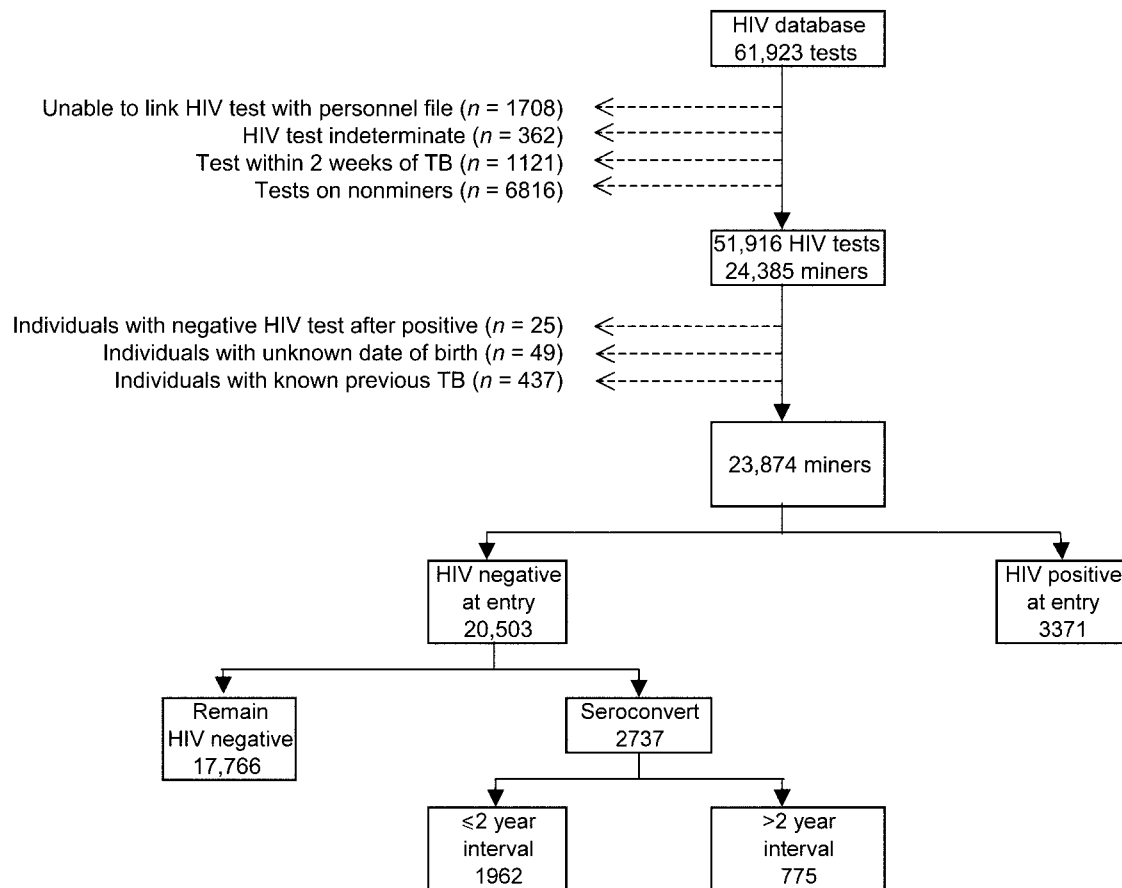 HIV database
61,923 tests
Unable to link HIV test with personnel file (n = 1708)
HIV test indeterminate (n = 362)
Test within 2 weeks of TB (n = 1121)
Tests on nonminers (n = 6816)
51,916 HIV tests
24,385 miners
Individuals with negative HIV test after positive (n = 25)
Individuals with unknown date of birth (n = 49)
Individuals with known previous TB (n = 437)
23,874 miners
HIV negative
at entry
20,503
HIV positive
at entry
3371
Remain
HIV negative
17,766
Seroconvert
2737
⩽2 year
interval
1962
>2 year
interval
775